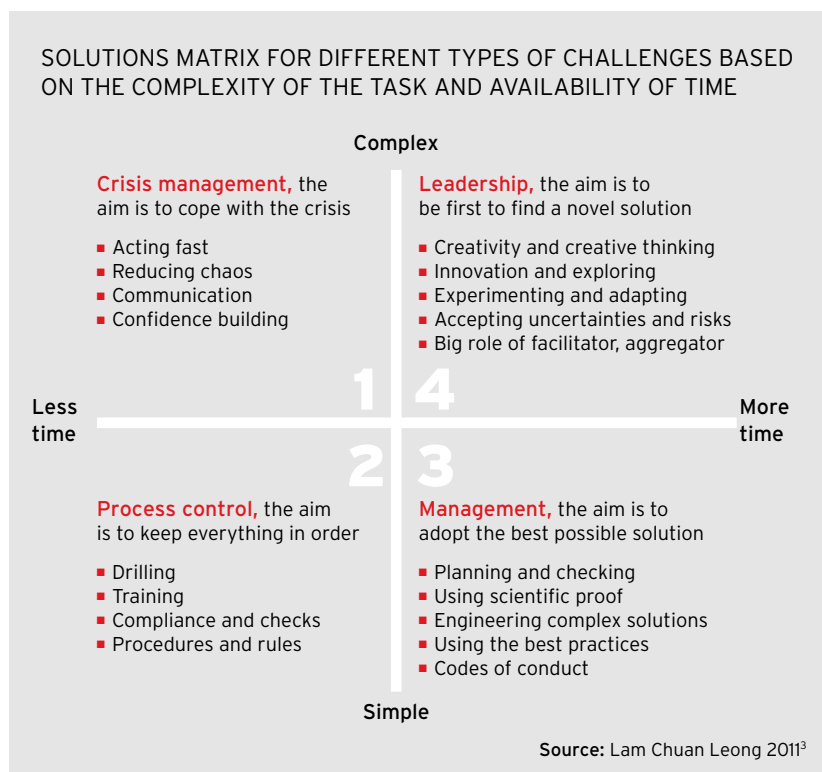 SOLUTIONS MATRIX FOR DIFFERENT TYPES OF CHALLENGES BASED
ON THE COMPLEXITY OF THE TASK AND AVAILABILITY OF TIME
Complex
Crisis management, the
aim is to cope with the crisis
■ Acting fast
■ Reducing chaos
■ Communication
■ Confidence building
1
Leadership, the aim is to
be first to find a novel solution
■ Creativity and creative thinking
■ Innovation and exploring
■ Experimenting and adapting
■ Accepting uncertainties and risks
■ Big role of facilitator, aggregator
4
Less
time
More
time
2
Process control, the aim
is to keep everything in order
■ Drilling
■ Training
■ Compliance and checks
■ Procedures and rules
3
Management, the aim is to
adopt the best possible solution
■ Planning and checking
■ Using scientific proof
■ Engineering complex solutions
■ Using the best practices
■ Codes of conduct
Simple
Source: Lam Chuan Leong 2011³